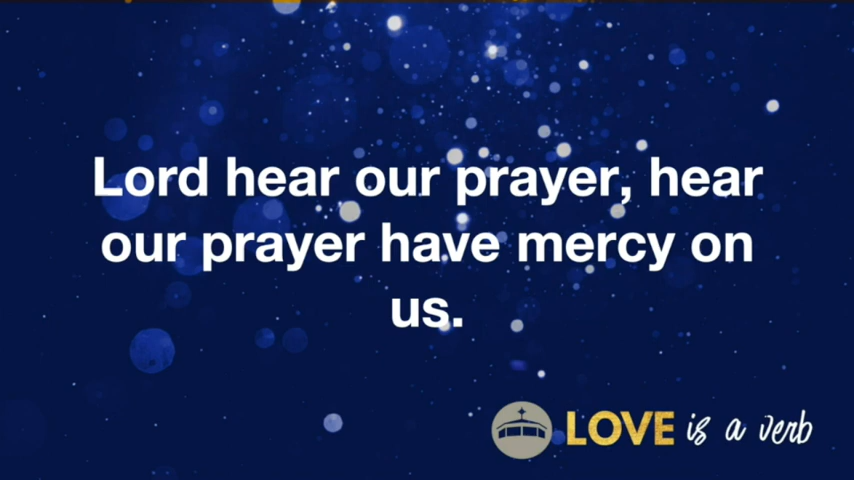 Lord hear our prayer, hear
our prayer have mercy on
us.
LOVE is a verb